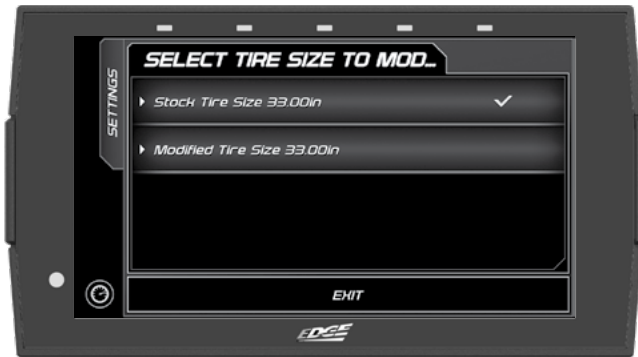 SETTINGS
SELECT TIRE SIZE TO MOD...
Stock Tire Size 33.00in
Modified Tire Size 33.00in
EXIT
EDGE